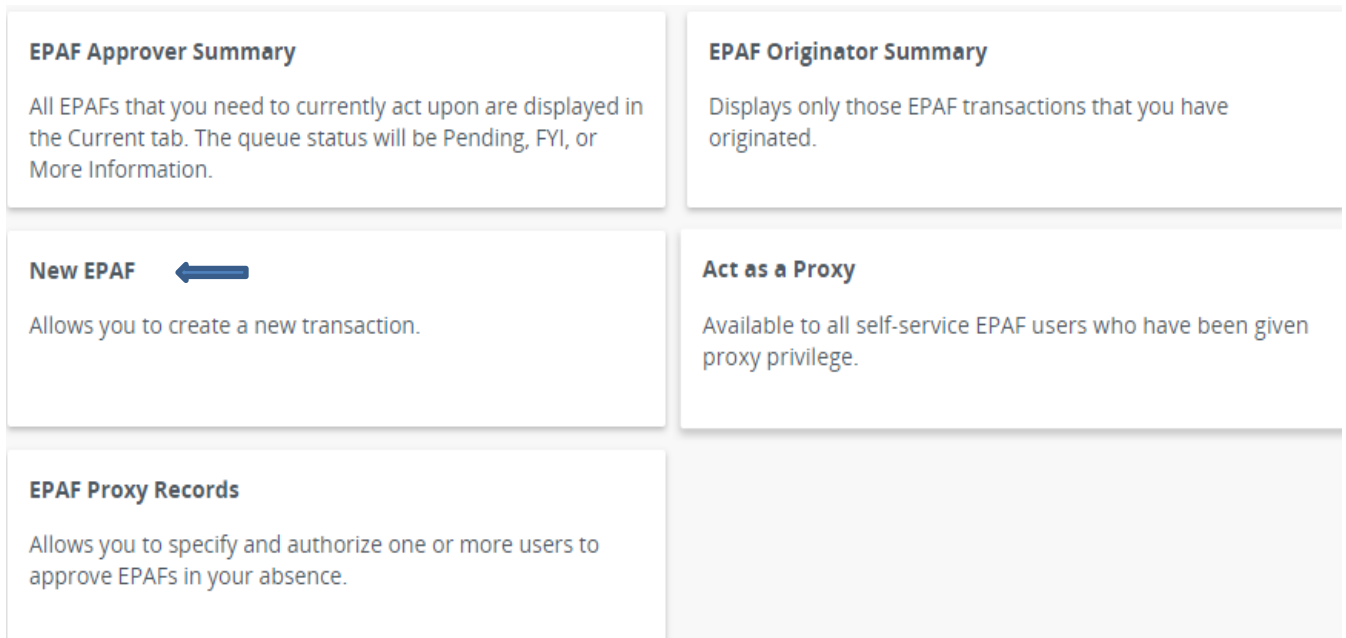 EPAF Approver Summary
All EPAFs that you need to currently act upon are displayed in
the Current tab. The queue status will be Pending, FYI, or
More Information.
EPAF Originator Summary
Displays only those EPAF transactions that you have
originated.
New EPAF
Allows you to create a new transaction.
Act as a Proxy
Available to all self-service EPAF users who have been given
proxy privilege.
EPAF Proxy Records
Allows you to specify and authorize one or more users to
approve EPAFs in your absence.